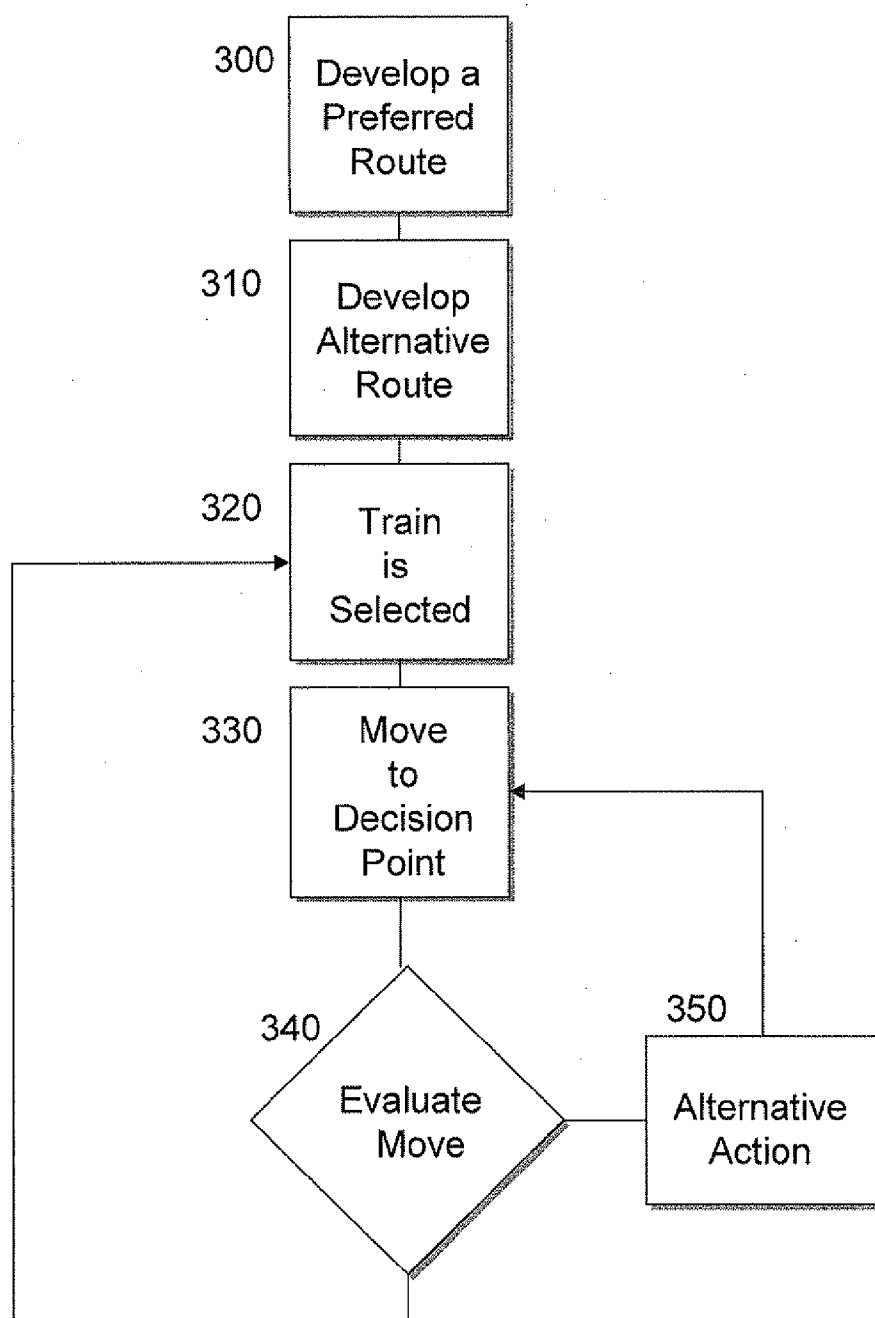 300
Develop a
Preferred
Route
310
Develop
Alternative
Route
320
Train
is
Selected
330
Move
to
Decision
Point
340
Evaluate
Move
350
Alternative
Action